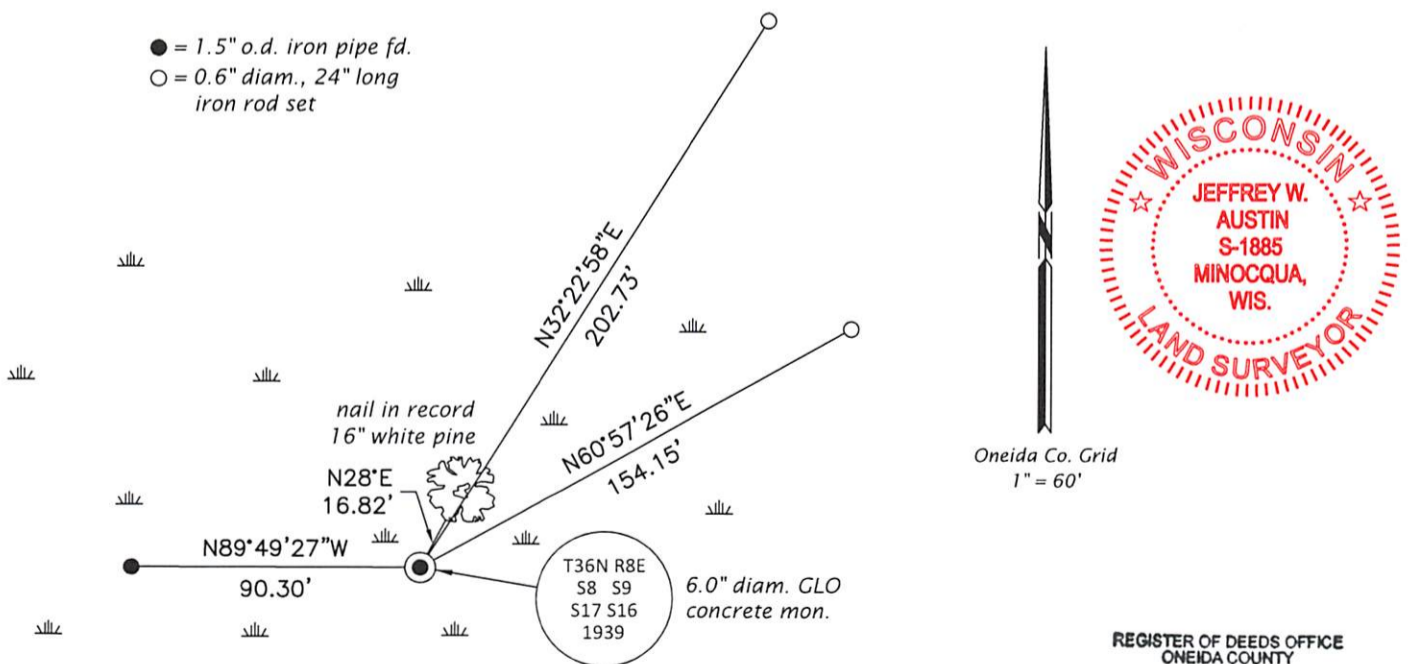 ● = 1.5" o.d. iron pipe fd.
○ = 0.6" diam., 24" long
iron rod set
N32°22'58"E
202.73'
nail in record
16" white pine
N28°E
16.82'
N60°57'26"E
154.15'
N89°49'27"W
90.30'
T36N R8E
S8 S9
S17 S16
1939
6.0" diam. GLO
concrete mon.
N
Oneida Co. Grid
1" = 60'
WISCONSIN
JEFFREY W.
AUSTIN
S-1885
MINOCQUA,
WIS.
LAND SURVEYOR
REGISTER OF DEEDS OFFICE
ONEIDA COUNTY